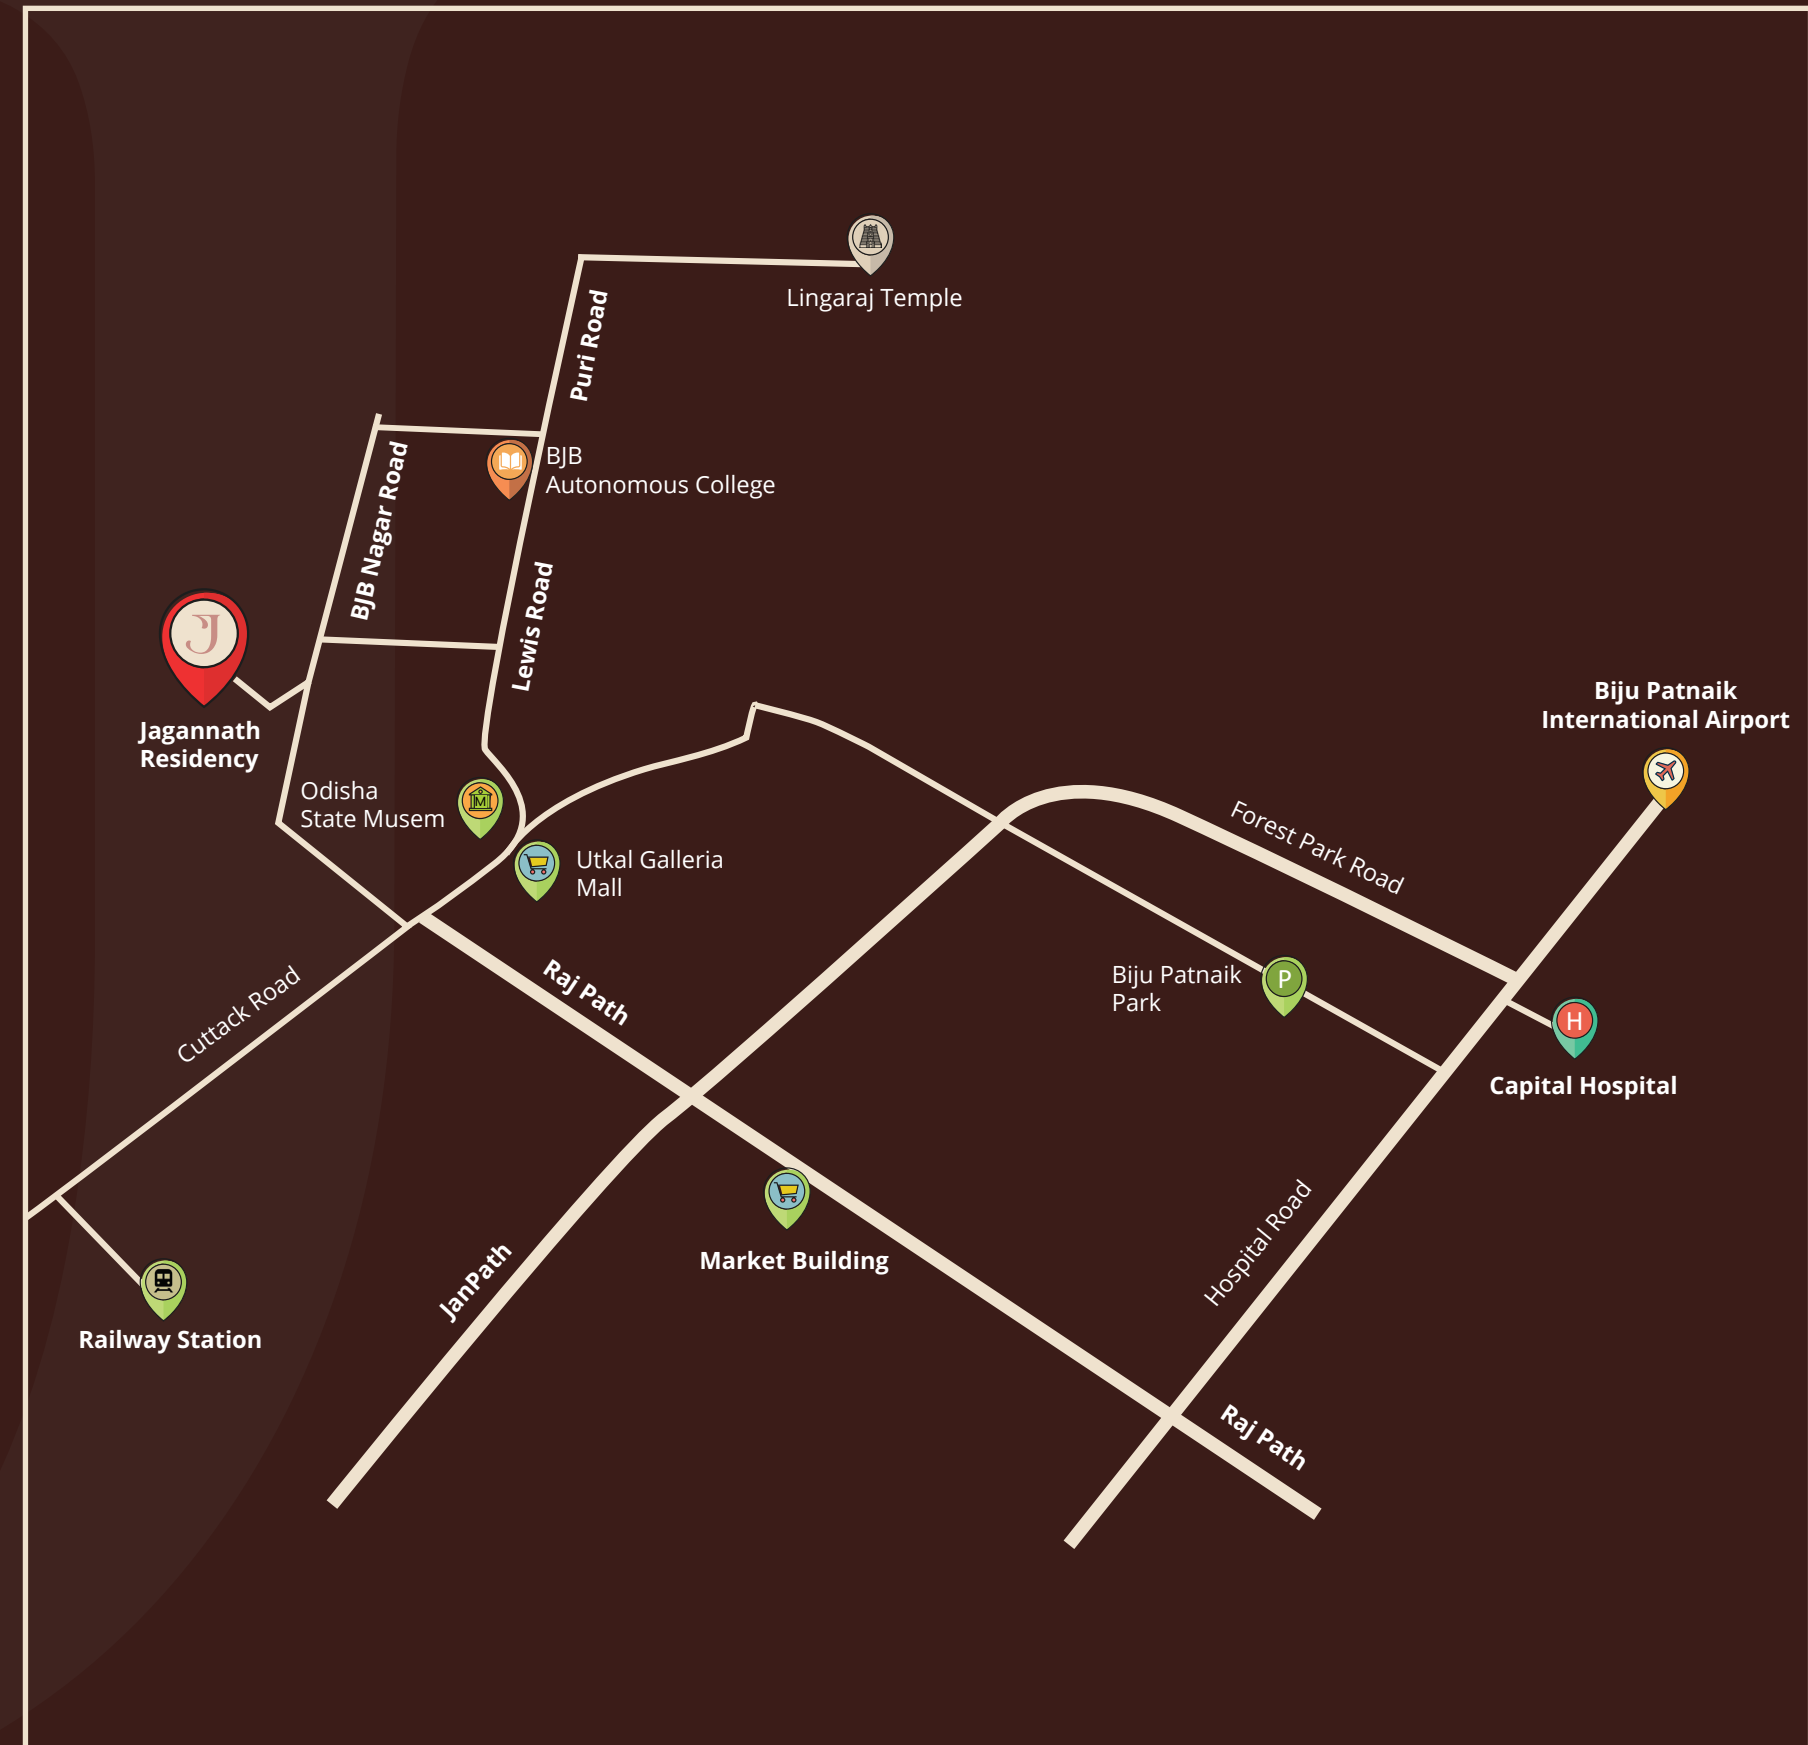 Lingaraj Temple
Puri Road
BJB
Autonomous College
BJB Nagar Road
Lewis Road
J
Jagannath
Residency
Biju Patnaik
International Airport
Odisha
State Musem
M
Utkal Galleria
Mall
Forest Park Road
Raj Path
Cuttack Road
Biju Patnaik
Park
P
H
Capital Hospital
Hospital Road
Market Building
JanPath
Railway Station
Raj Path